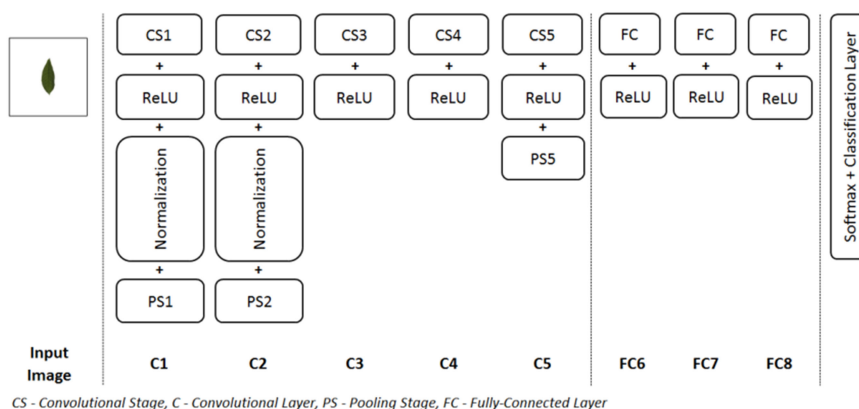 CS1 CS2 CS3 CS4 CS5 FC FC FC
+ + + + + + + +
ReLU ReLU ReLU ReLU ReLU ReLU ReLU ReLU
+ + +
Normalization Normalization PS5
+ +
PS1 PS2
Softmax + Classification Layer
Input
Image C1 C2 C3 C4 C5 FC6 FC7 FC8
CS - Convolutional Stage, C - Convolutional Layer, PS - Pooling Stage, FC - Fully-Connected Layer